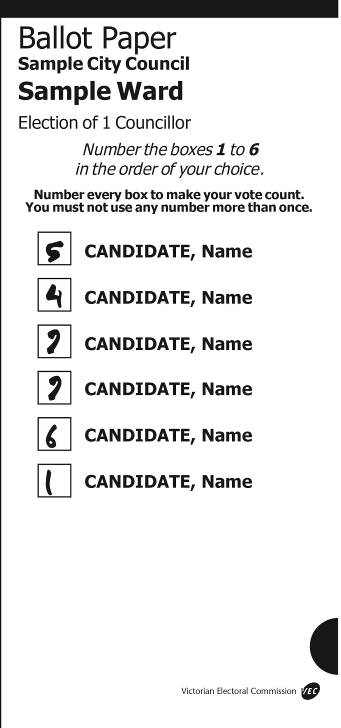 Ballot Paper
Sample City Council
Sample Ward
Election of 1 Councillor
Number the boxes 1 to 6
in the order of your choice.
Number every box to make your vote count.
You must not use any number more than once.
5 CANDIDATE, Name
4 CANDIDATE, Name
CANDIDATE, Name
CANDIDATE, Name
6 CANDIDATE, Name
1 CANDIDATE, Name
Victorian Electoral Commission VEC